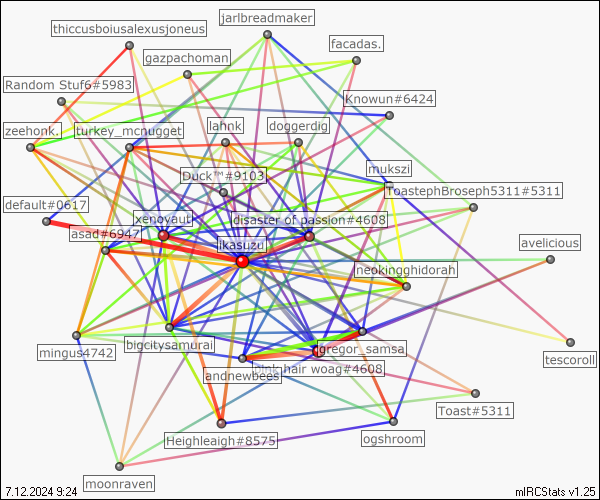 jarlbreadmaker
thiccusboiusalexusjoneus
facadas.
gazpachoman
Random Stuf6#5983
Knowun#6424
zeehonk.
turkey_mcnugget
lahnk
doggerdig
mukszi
Duck™#9103
ToastephBroseph5311#5311
default#0617
xenovaut
disaster of passion#4608
asad#6947
ikasuzu
avelicious
neokingghidorah
mingus4742
bigcitysamurai
gregor_samsa
tescoroll
andnewbees
pink hair woag#4608
Toast#5311
Heighleaigh#8575
ogshroom
moonraven
7.12.2024 9:24
mIRCStats v1.25